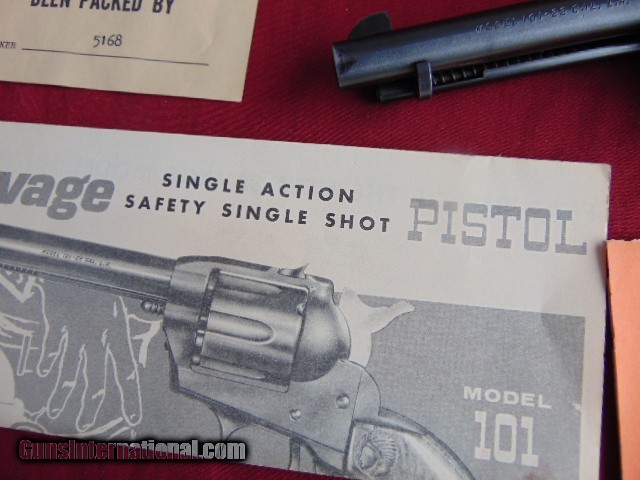 BEEN PACKED BY
5168
vage
SINGLE ACTION
SAFETY SINGLE SHOT
PISTOL
MODEL
101
GunsInternational.com